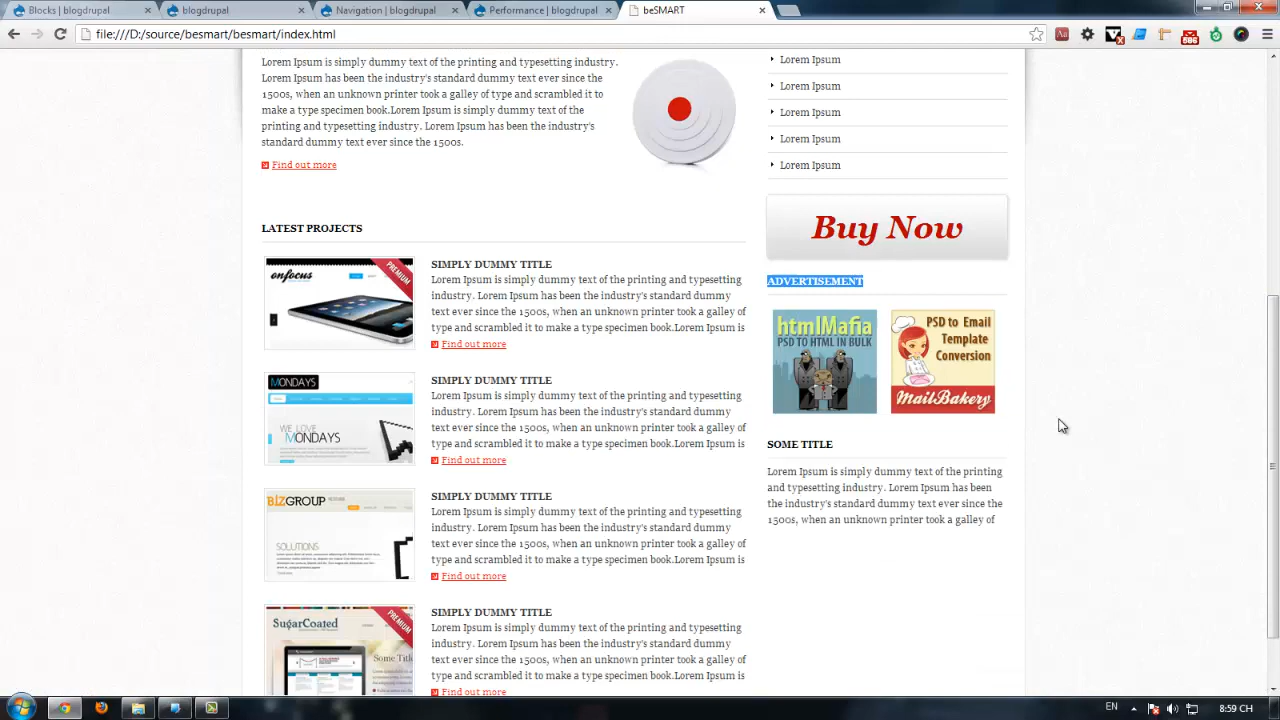 Blocks | blogdrupal
blogdrupal
Navigation | blogdrupal
Performance | blogdrupal
beSMART
file:///D:/source/besmart/besmart/index.html
586
Lorem Ipsum is simply dummy text of the printing and typesetting industry.
Lorem Ipsum has been the industry's standard dummy text ever since the
1500s, when an unknown printer took a galley of type and scrambled it to
make a type specimen book.Lorem Ipsum is simply dummy text of the
printing and typesetting industry. Lorem Ipsum has been the industry's
standard dummy text ever since the 1500s.
Find out more
Lorem Ipsum
Lorem Ipsum
Lorem Ipsum
Lorem Ipsum
Lorem Ipsum
Buy Now
LATEST PROJECTS
onfocus
PREMIUM
SIMPLY DUMMY TITLE
Lorem Ipsum is simply dummy text of the printing and typesetting
industry. Lorem Ipsum has been the industry's standard dummy
text ever since the 1500s, when an unknown printer took a galley of
type and scrambled it to make a type specimen book.Lorem Ipsum is
Find out more
MONDAYS
WE LOVE
MONDAYS
SIMPLY DUMMY TITLE
Lorem Ipsum is simply dummy text of the printing and typesetting
industry. Lorem Ipsum has been the industry's standard dummy
text ever since the 1500s, when an unknown printer took a galley of
type and scrambled it to make a type specimen book.Lorem Ipsum is
Find out more
BIZGROUP
SOLUTIONS
SIMPLY DUMMY TITLE
Lorem Ipsum is simply dummy text of the printing and typesetting
industry. Lorem Ipsum has been the industry's standard dummy
text ever since the 1500s, when an unknown printer took a galley of
type and scrambled it to make a type specimen book.Lorem Ipsum is
Find out more
SugarCoated
PREMIUM
Some Titl
SIMPLY DUMMY TITLE
Lorem Ipsum is simply dummy text of the printing and typesetting
industry. Lorem Ipsum has been the industry's standard dummy
text ever since the 1500s, when an unknown printer took a galley of
type and scrambled it to make a type specimen book.Lorem Ipsum is
Find out more
ADVERTISEMENT
htmlMafia
PSD TO HTML IN BULK
PSD to Email
Template
Conversion
MailBakery
SOME TITLE
Lorem Ipsum is simply dummy text of the printing
and typesetting industry. Lorem Ipsum has been
the industry's standard dummy text ever since the
1500s, when an unknown printer took a galley of
EN
8:59 CH